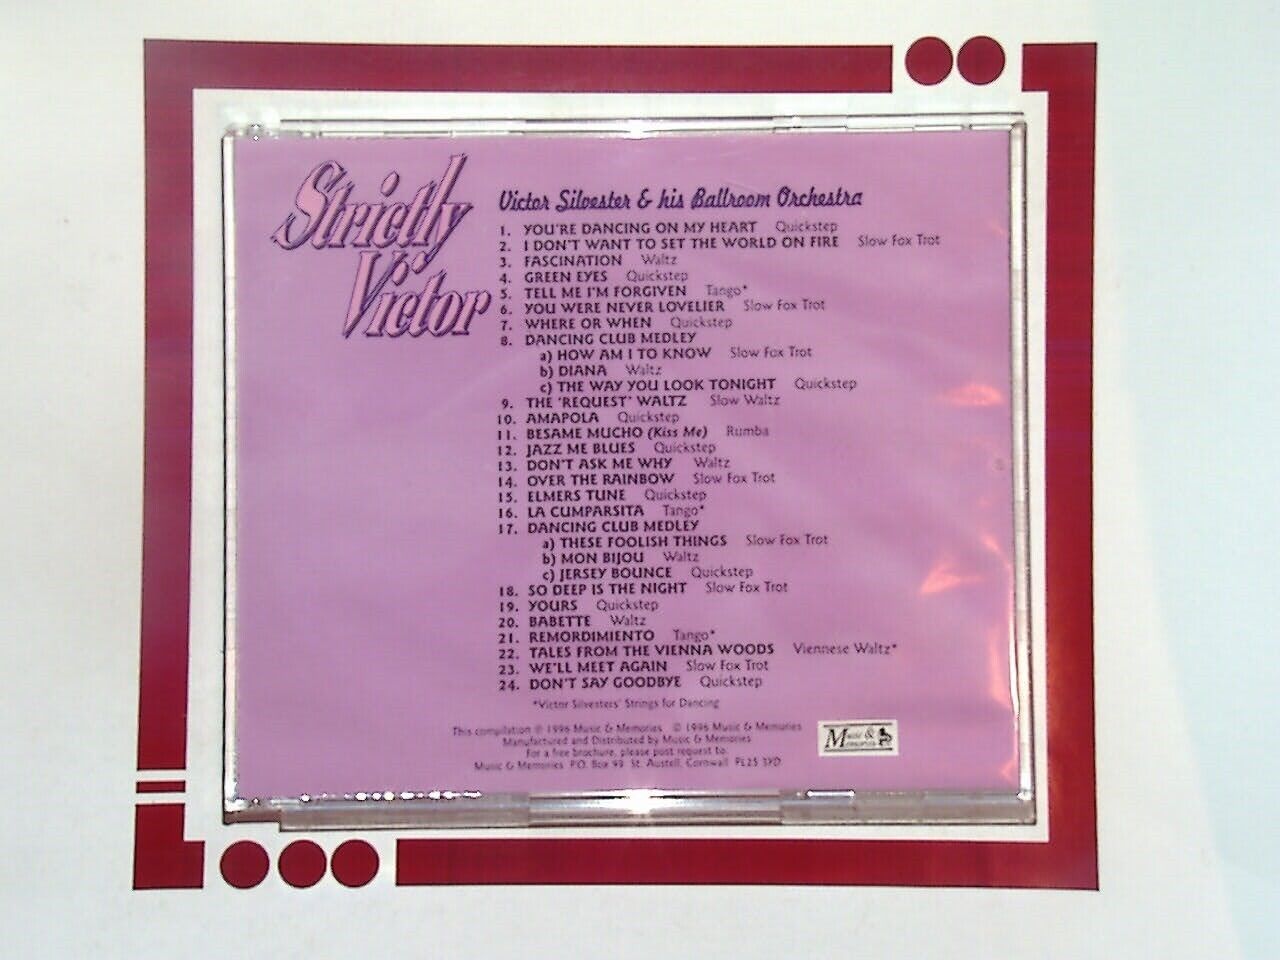 Strictly
Victor
Victor Silvester & his Ballroom Orchestra
1. YOU'RE DANCING ON MY HEART Quickstep
2. I DON'T WANT TO SET THE WORLD ON FIRE Slow Fox Trot
3. FASCINATION Waltz
4. GREEN EYES Quickstep
5. TELL ME I'M FORGIVEN Tango*
6. YOU WERE NEVER LOVELIER Slow Fox Trot
7. WHERE OR WHEN Quickstep
8. DANCING CLUB MEDLEY
a) HOW AM I TO KNOW Slow Fox Trot
b) DIANA Waltz
c) THE WAY YOU LOOK TONIGHT Quickstep
9. THE 'REQUEST' WALTZ Slow Waltz
10. AMAPOLA Quickstep
11. BESAME MUCHO (Kiss Me) Rumba
12. JAZZ ME BLUES Quickstep
13. DON'T ASK ME WHY Waltz
14. OVER THE RAINBOW Slow Fox Trot
15. ELMERS TUNE Quickstep
16. LA CUMPARSITA Tango*
17. DANCING CLUB MEDLEY
a) THESE FOOLISH THINGS Slow Fox Trot
b) MON BIJOU Waltz
c) JERSEY BOUNCE Quickstep
18. SO DEEP IS THE NIGHT Slow Fox Trot
19. YOURS Quickstep
20. BABETTE Waltz
21. REMORDIMIENTO Tango*
22. TALES FROM THE VIENNA WOODS Viennese Waltz*
23. WE'LL MEET AGAIN Slow Fox Trot
24. DON'T SAY GOODBYE Quickstep
*Victor Silvesters' Strings for Dancing
This compilation ℗ 1996 Music & Memories © 1996 Music & Memories
Manufactured and Distributed by Music & Memories
For a free brochure, please post request to:
Music & Memories P.O. Box 99 St. Austell, Cornwall PL25 3YD
Music &
Memories